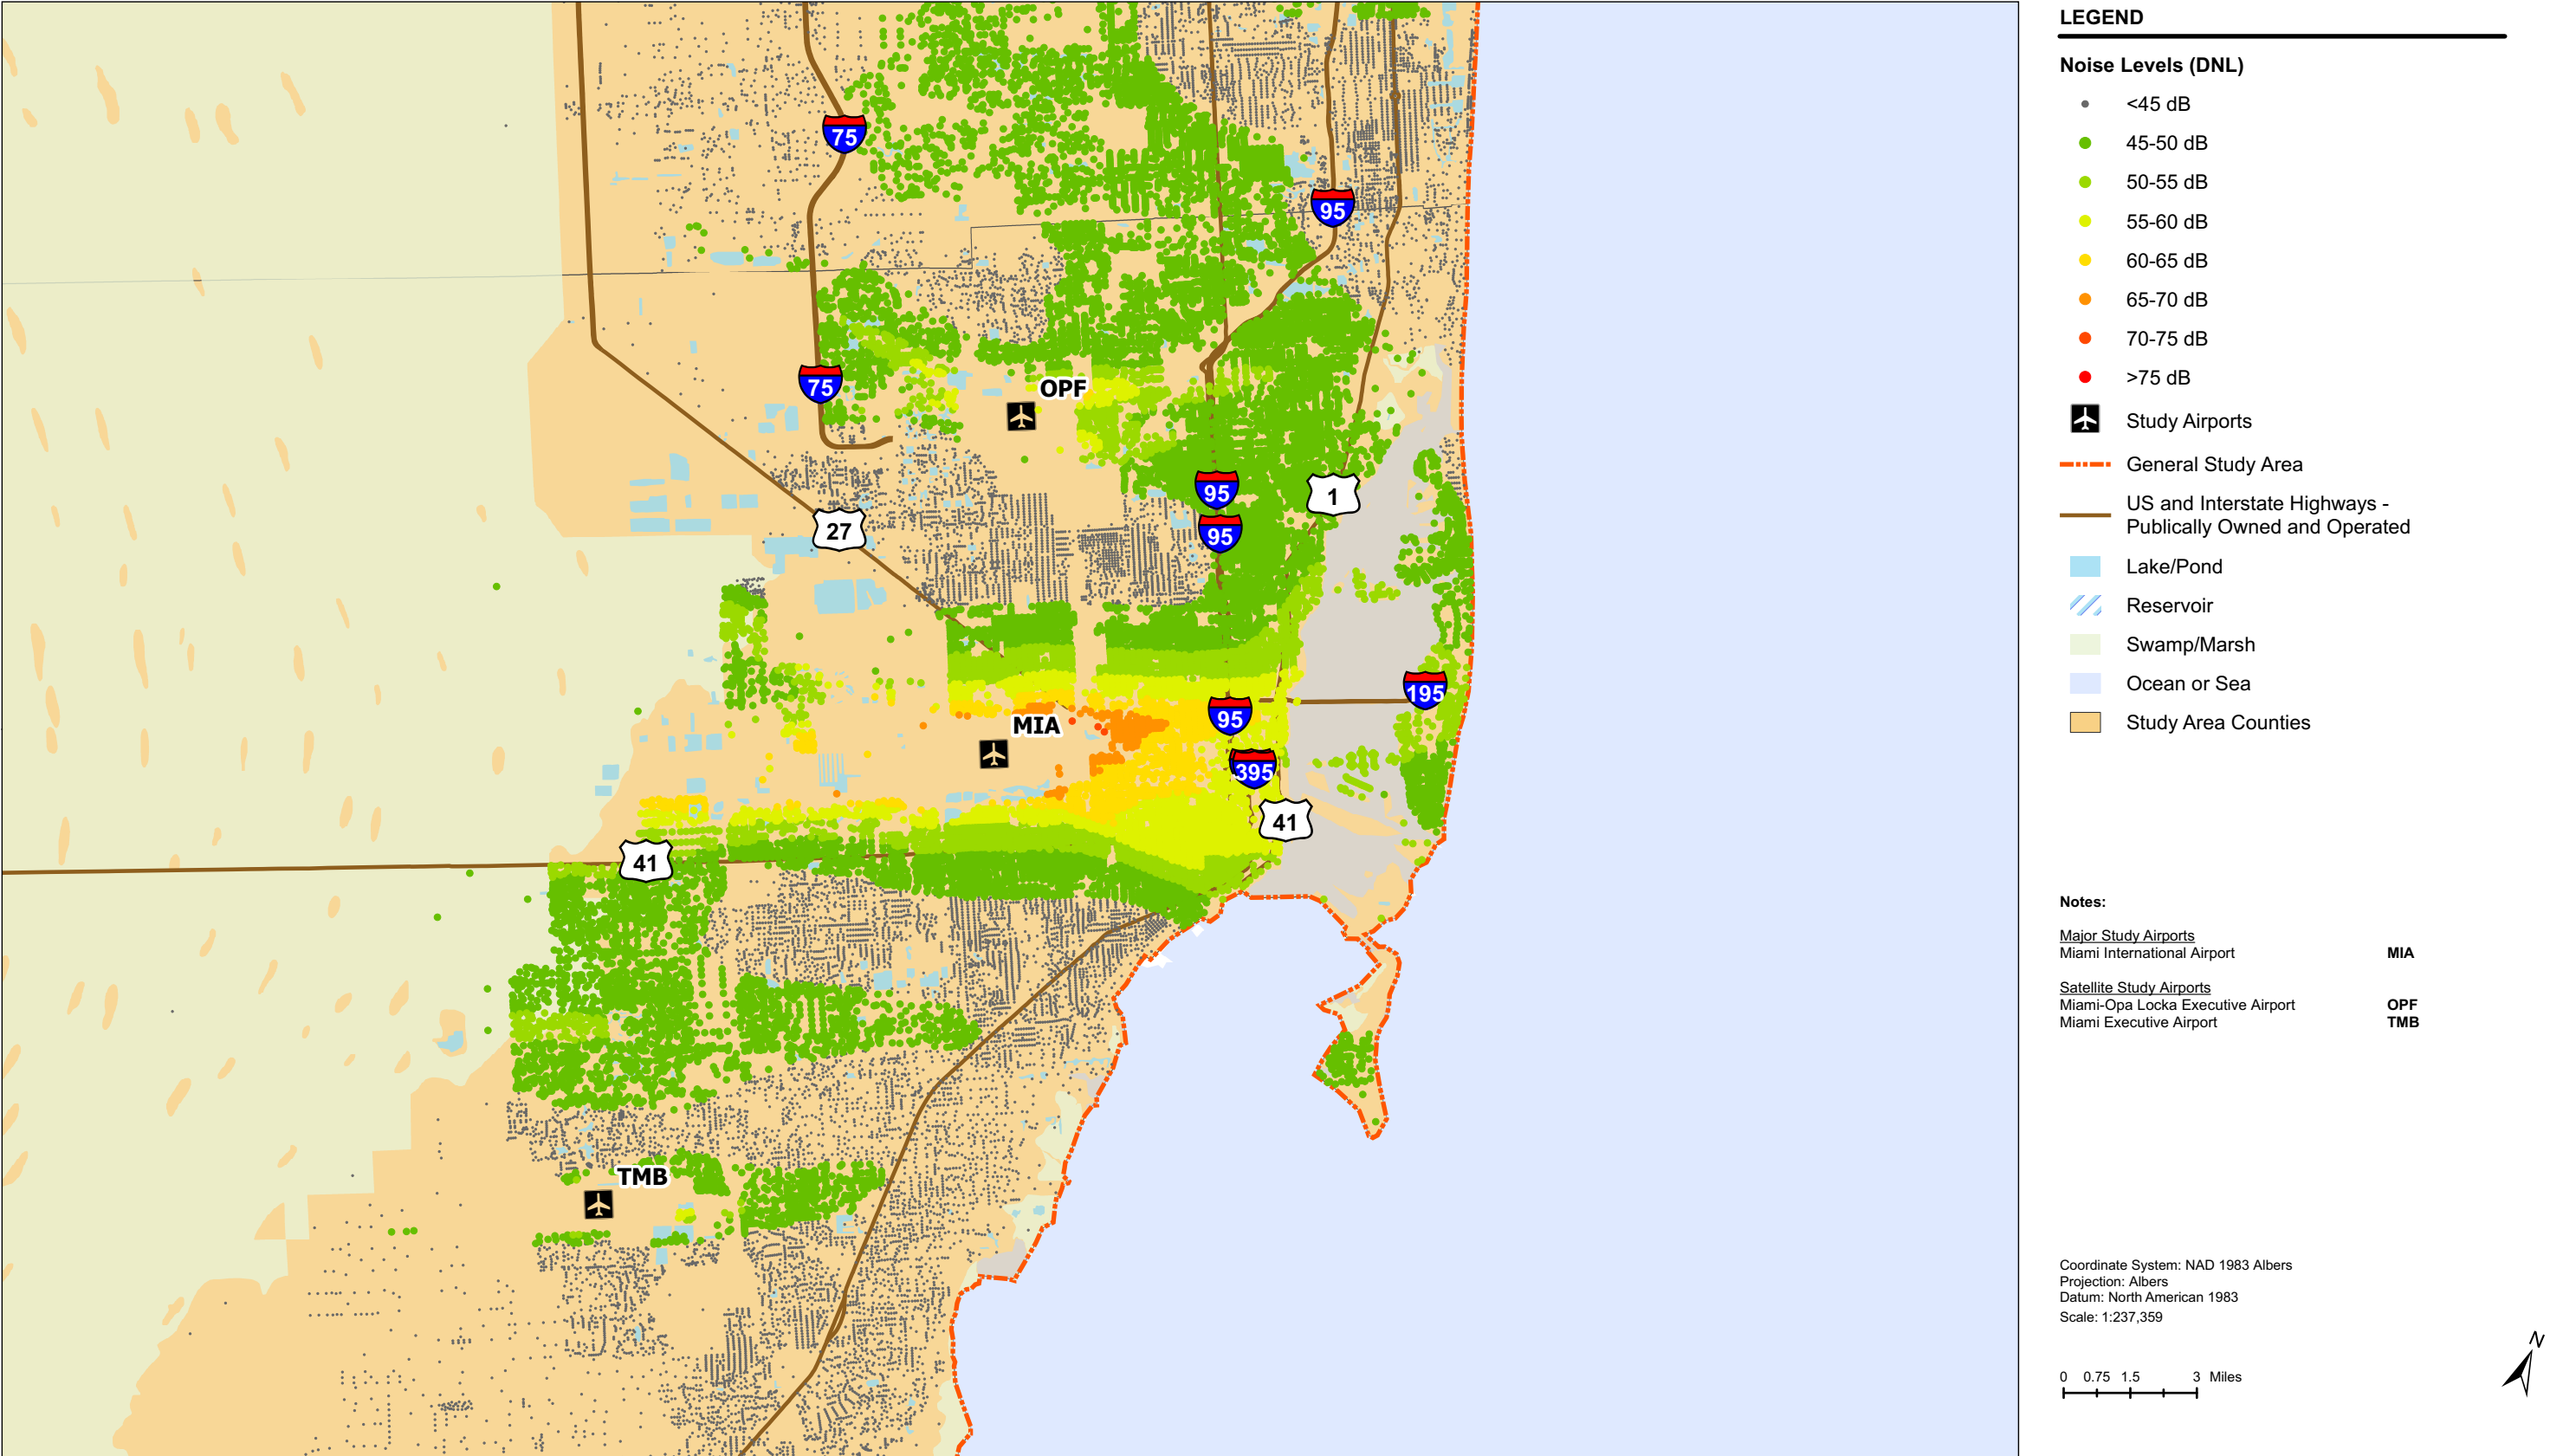 75
95
OPF
75
95
1
95
27
195
MIA
95
395
41
41
TMB
LEGEND
Noise Levels (DNL)
<45 dB
45-50 dB
50-55 dB
55-60 dB
60-65 dB
65-70 dB
70-75 dB
>75 dB
Study Airports
General Study Area
US and Interstate Highways -
Publically Owned and Operated
Lake/Pond
Reservoir
Swamp/Marsh
Ocean or Sea
Study Area Counties
Notes:
Major Study Airports
Miami International Airport MIA
Satellite Study Airports
Miami-Opa Locka Executive Airport OPF
Miami Executive Airport TMB
Coordinate System: NAD 1983 Albers
Projection: Albers
Datum: North American 1983
Scale: 1:237,359
N
0 0.75 1.5 3 Miles